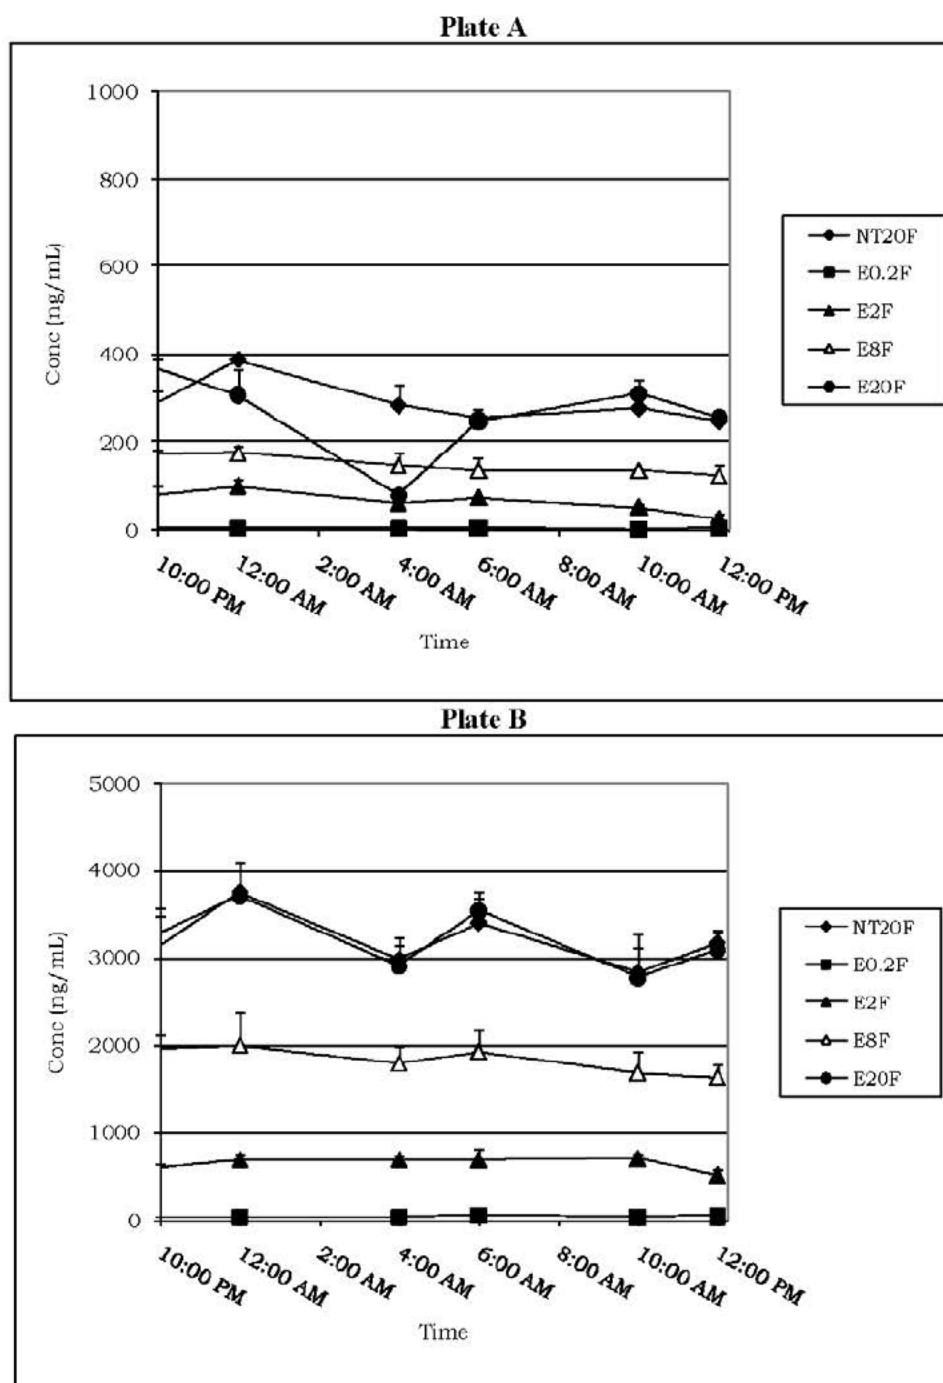 Plate A
1000
800
600
400
200
0
Conc (ng/mL)
10:00 PM
12:00 AM
2:00 AM
4:00 AM
6:00 AM
8:00 AM
10:00 AM
12:00 PM
Time
NT20F
E0.2F
E2F
E8F
E20F
Plate B
5000
4000
3000
2000
1000
0
Conc (ng/mL)
10:00 PM
12:00 AM
2:00 AM
4:00 AM
6:00 AM
8:00 AM
10:00 AM
12:00 PM
Time
NT20F
E0.2F
E2F
E8F
E20F